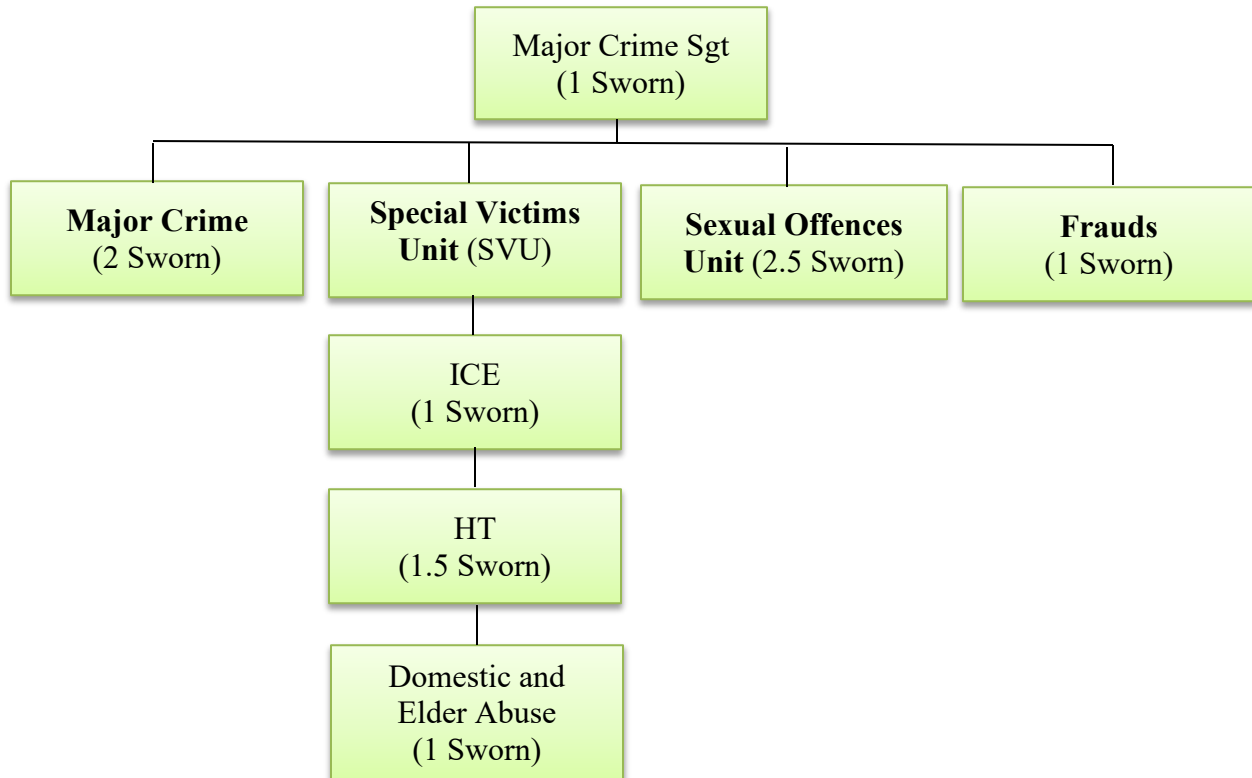 Major Crime Sgt
(1 Sworn)
Major Crime
(2 Sworn)
Special Victims
Unit (SVU)
Sexual Offences
Unit (2.5 Sworn)
Frauds
(1 Sworn)
ICE
(1 Sworn)
HT
(1.5 Sworn)
Domestic and
Elder Abuse
(1 Sworn)